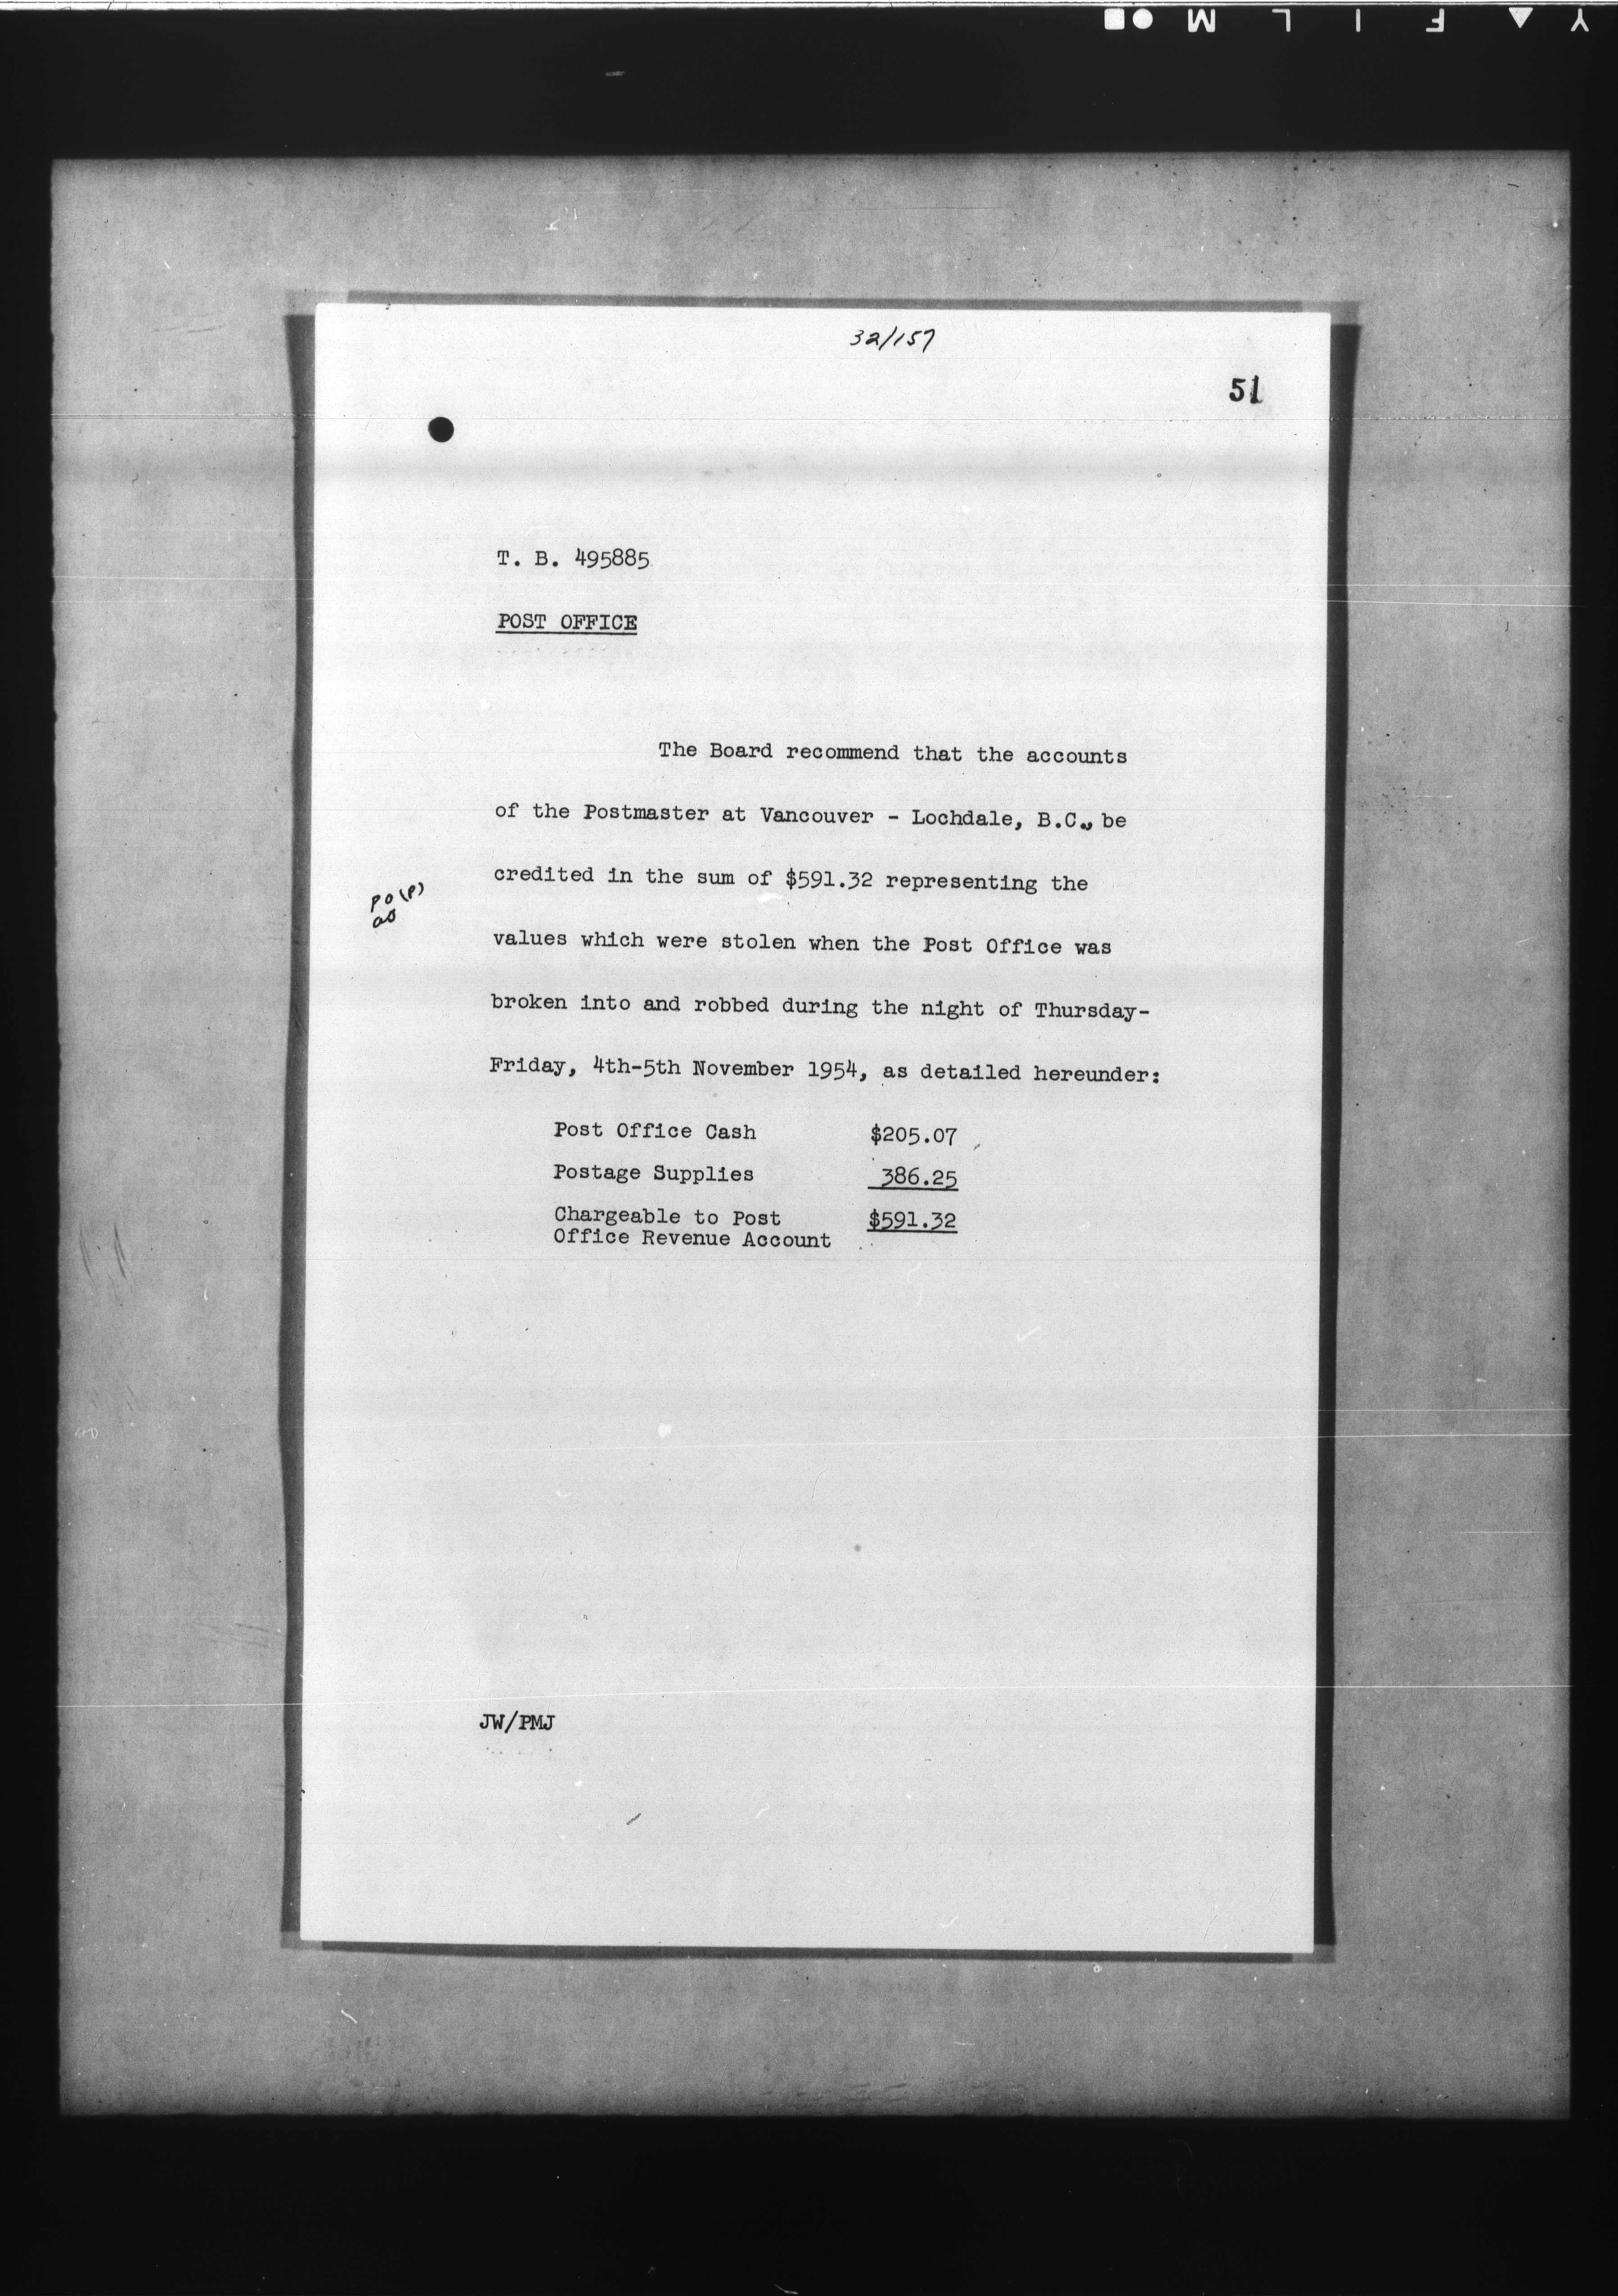 32/157
51
T. B. 495885
POST OFFICE
The Board recommend that the accounts
of the Postmaster at Vancouver - Lochdale, B.C., be
credited in the sum of $591.32 representing the
PO(P)
values which were stolen when the Post Office was
broken into and robbed during the night of Thursday-
Friday, 4th-5th November 1954, as detailed hereunder:
Post Office Cash $205.07
Postage Supplies 386.25
Chargeable to Post $591.32
Office Revenue Account
JW/PMJ